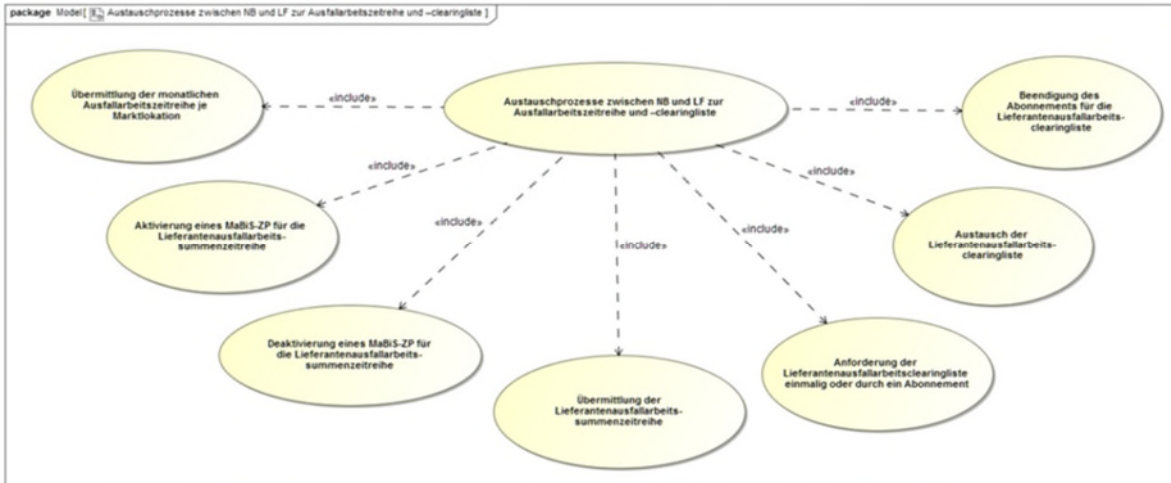 package Model[ Austauschprozesse zwischen NB und LF zur Ausfallarbeitszeitreihe und –clearingliste ]
Übermittlung der monatlichen
Ausfallarbeitszeitreihe je
Marktlokation
«include»
Austauschprozesse zwischen NB und LF zur
Ausfallarbeitszeitreihe und –clearingliste
«include»
Beendigung des
Abonnements für die
Lieferantenausfallarbeits-
clearingliste
«include»
Aktivierung eines MaBiS-ZP für die
Lieferantenausfallarbeits-
summenzeitreihe
«include»
Austausch der
Lieferantenausfallarbeits-
clearingliste
«include»
Deaktivierung eines MaBiS-ZP für
die Lieferantenausfallarbeits-
summenzeitreihe
«include»
Übermittlung der
Lieferantenausfallarbeits-
summenzeitreihe
«include»
Anforderung der
Lieferantenausfallarbeitsclearingliste
einmalig oder durch ein Abonnement